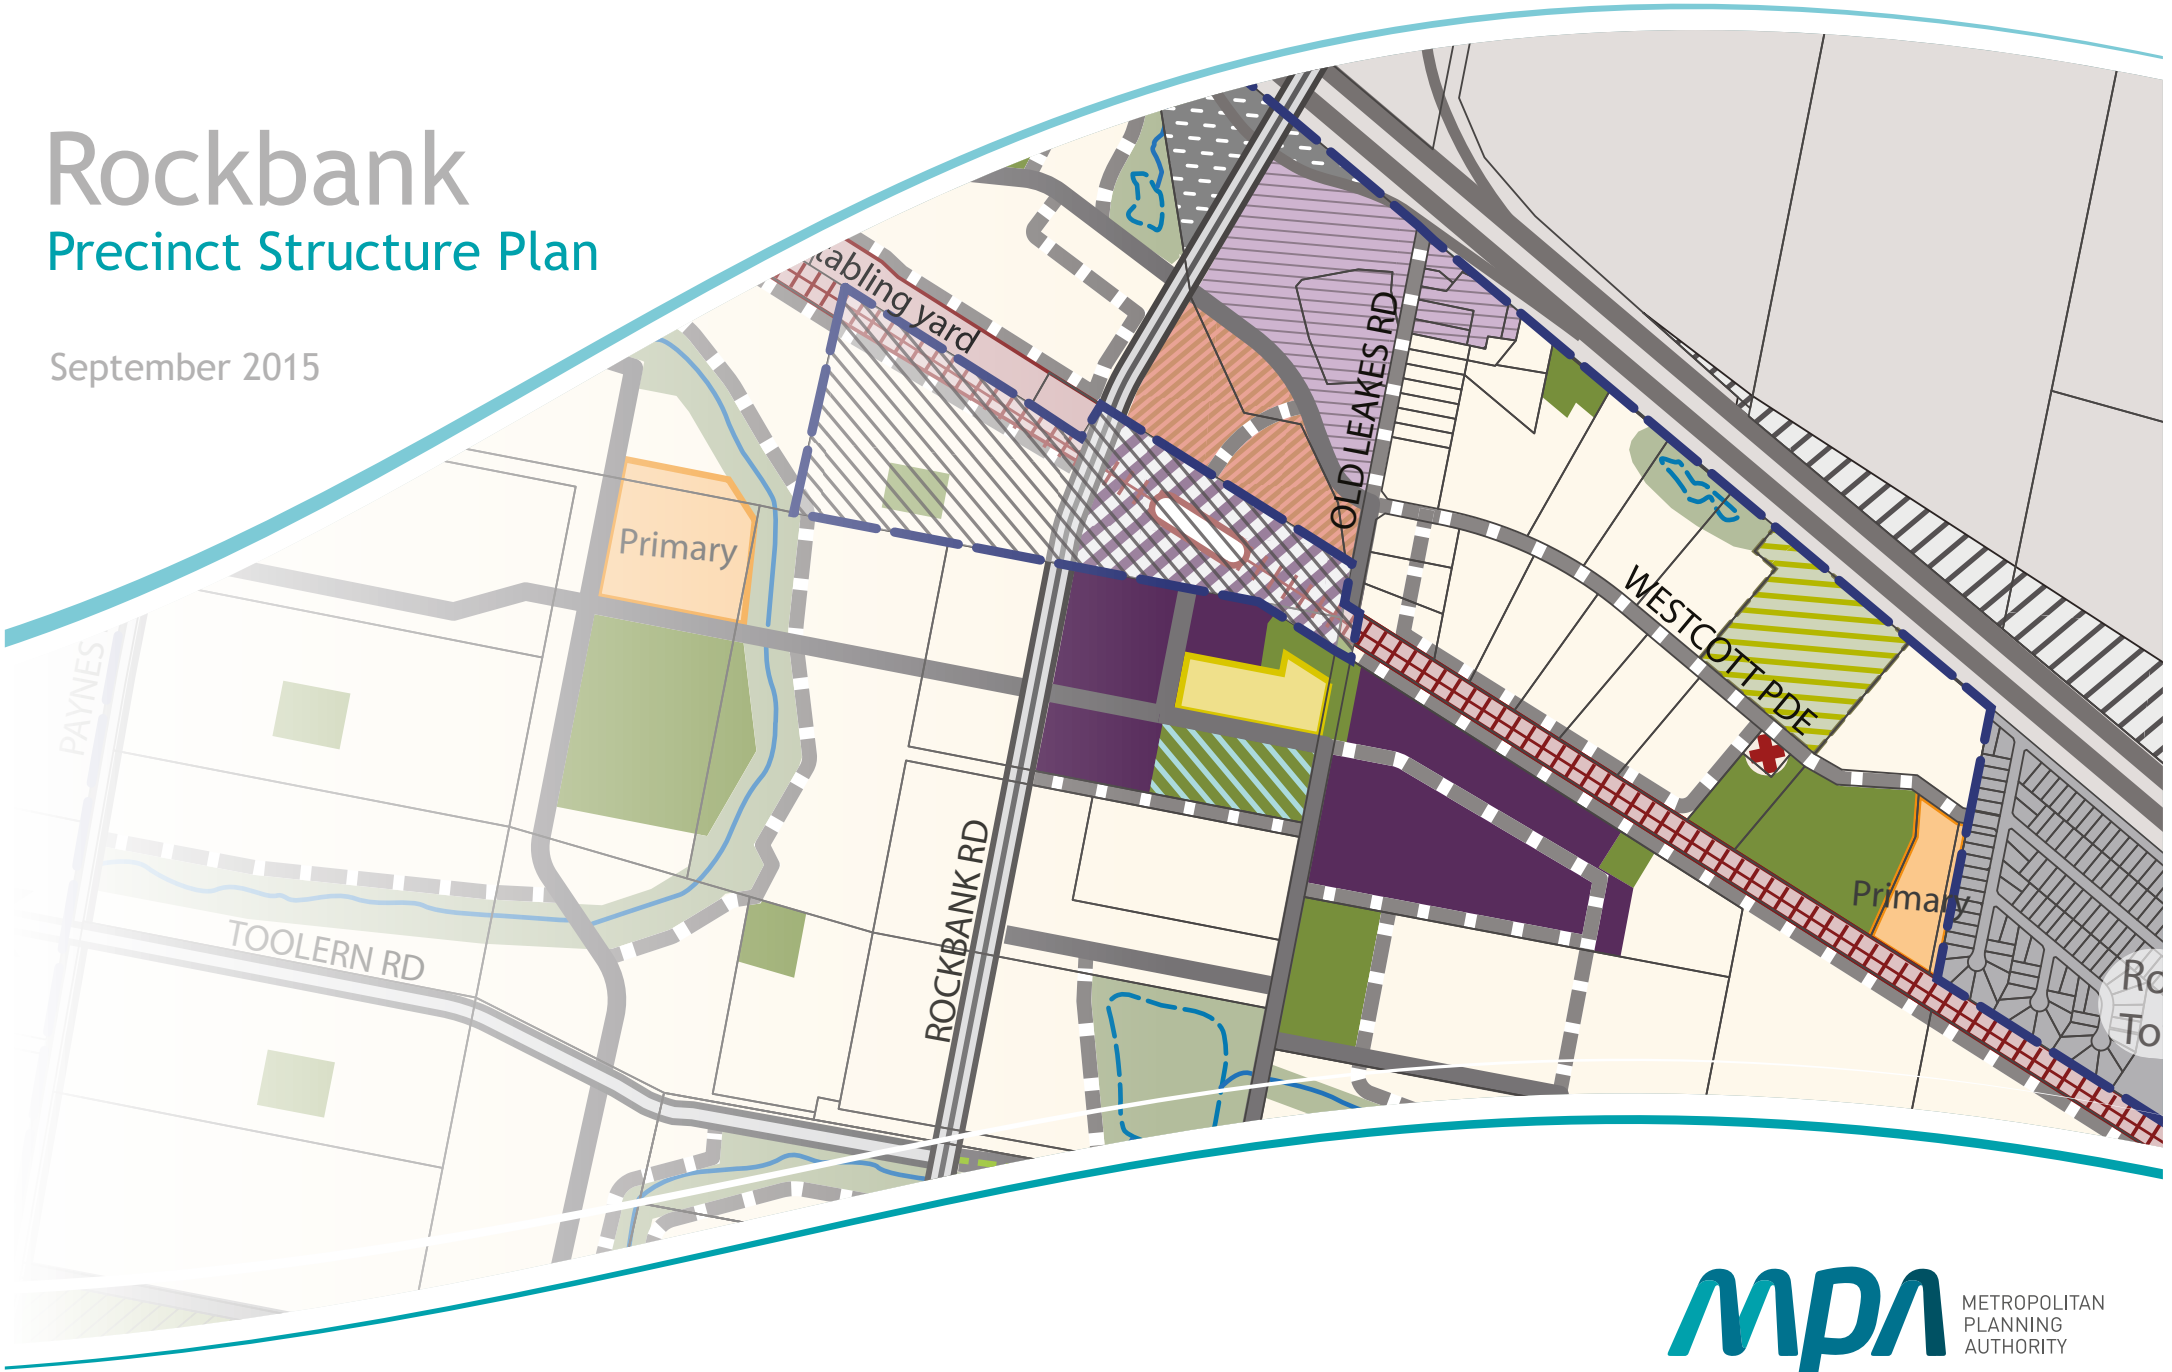 Rockbank
Precinct Structure Plan
September 2015
tabling yard
OLD LEAKES RD
Primary
WESTCOTT PDE
PAYNES
ROCKBANK RD
Primary
TOOLERN RD
Ro
To
MPA
METROPOLITAN
PLANNING
AUTHORITY